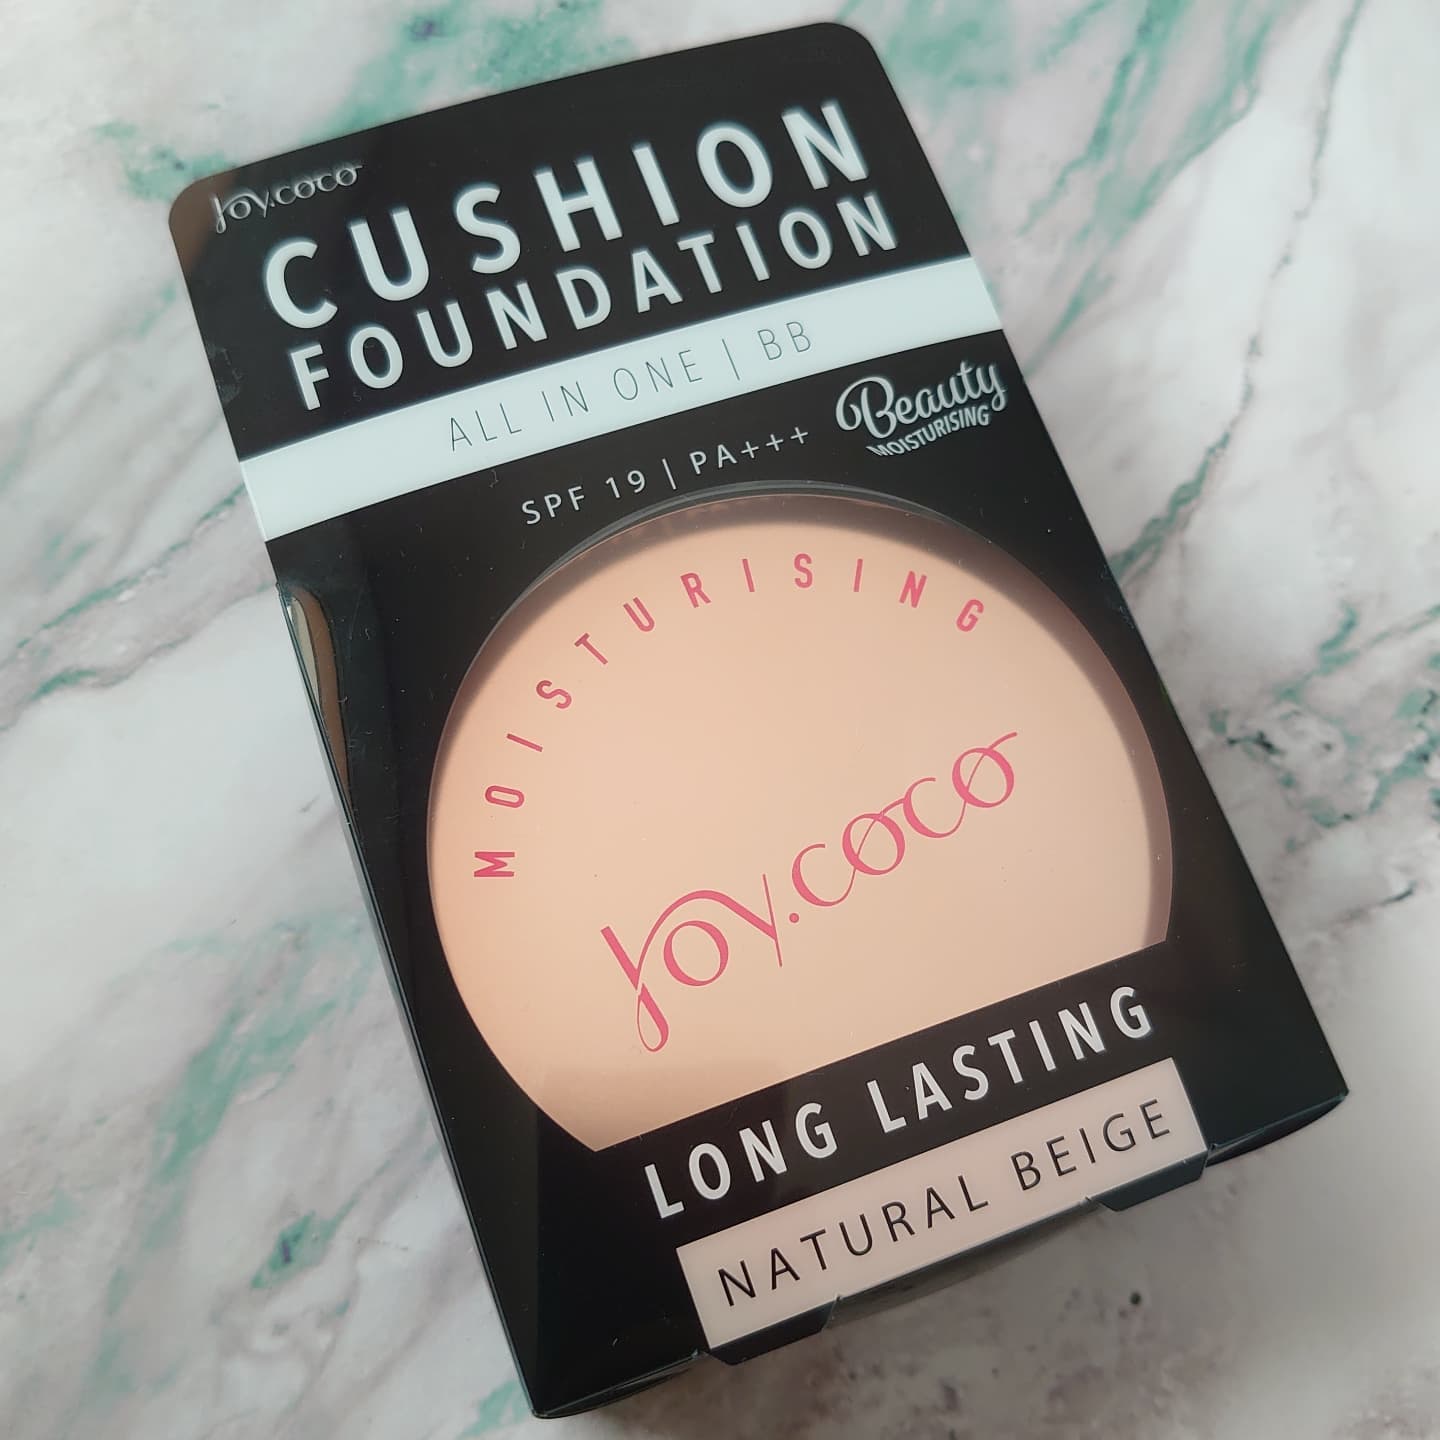 Joy.coco
CUSHION
FOUNDATION
ALL IN ONE | BB
SPF 19 | PA+++
Beauty
MOISTURISING
MOISTURISING
Joy.coco
LONG LASTING
NATURAL BEIGE